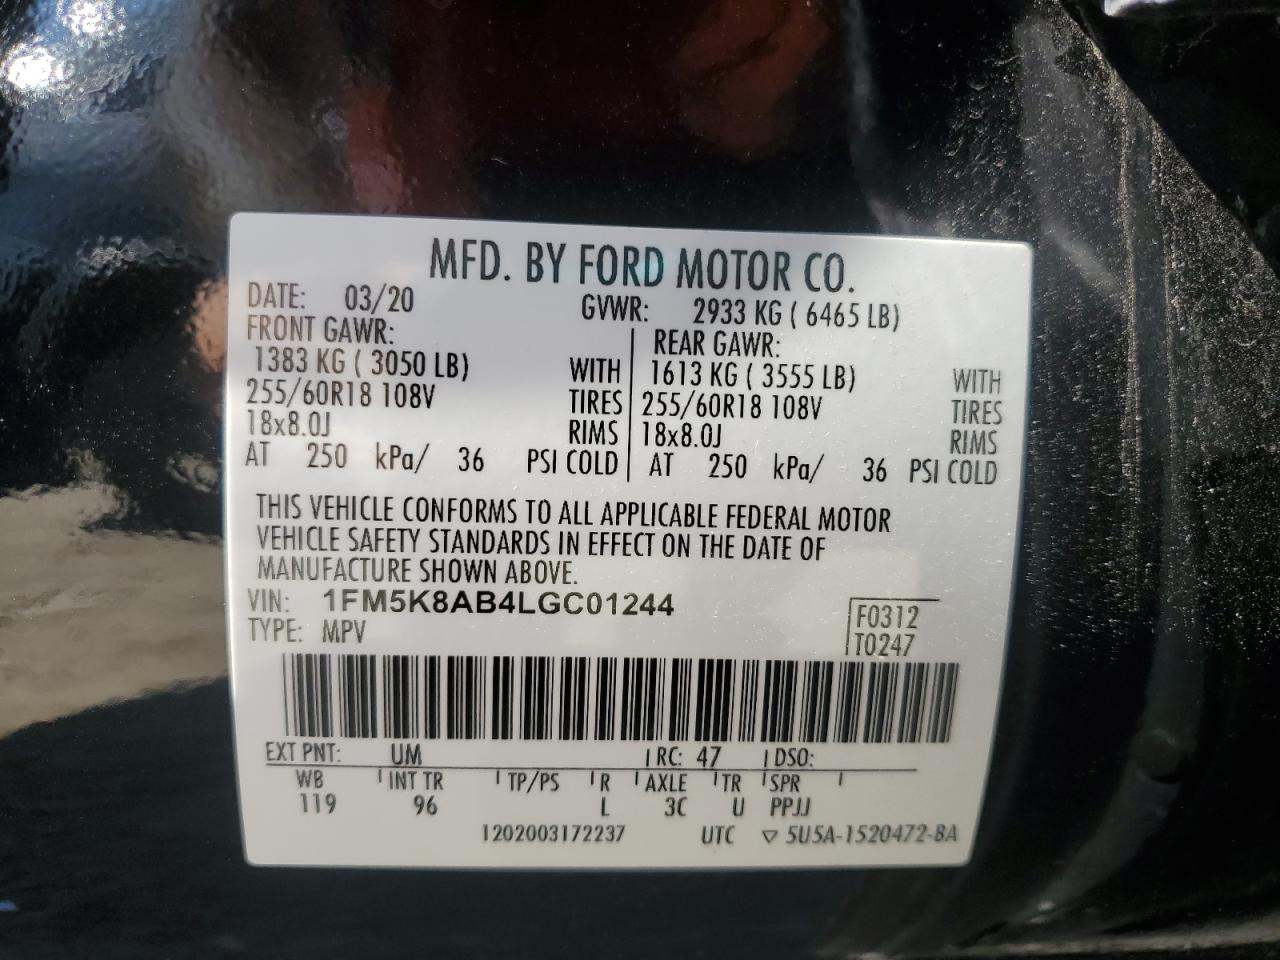 MFD. BY FORD MOTOR CO.
DATE: 03/20 GVWR: 2933 KG ( 6465 LB)
FRONT GAWR: REAR GAWR:
1383 KG ( 3050 LB) WITH 1613 KG ( 3555 LB) WITH
255/60R18 108V TIRES 255/60R18 108V TIRES
18x8.0J RIMS 18x8.0J RIMS
AT 250 kPa/ 36 PSI COLD AT 250 kPa/ 36 PSI COLD
THIS VEHICLE CONFORMS TO ALL APPLICABLE FEDERAL MOTOR
VEHICLE SAFETY STANDARDS IN EFFECT ON THE DATE OF
MANUFACTURE SHOWN ABOVE.
VIN: 1FM5K8AB4LGC01244 F0312
TYPE: MPV T0247
EXT PNT: UM RC: 47 DSO:
WB INT TR TP/PS R AXLE TR SPR
119 96 L 3C U PPJJ
1202003172237 UTC ▽ 5U5A-1520472-BA